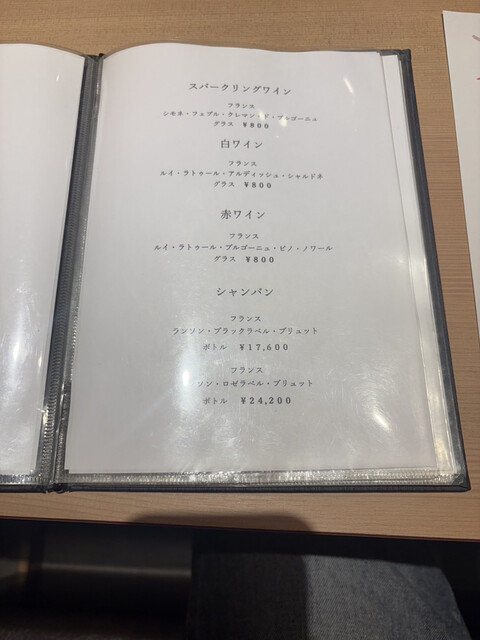 スパークリングワイン
フランス
シモネ・フェブル・クレマン・ド・ブルゴーニュ
グラス ¥800
白ワイン
フランス
ルイ・ラトゥール・アルディッシュ・シャルドネ
グラス ¥800
赤ワイン
フランス
ルイ・ラトゥール・ブルゴーニュ・ピノ・ノワール
グラス ¥800
シャンパン
フランス
ランソン・ブラックラベル・ブリュット
ボトル ¥17,600
フランス
ソン・ロゼラベル・ブリュット
ボトル ¥24,200